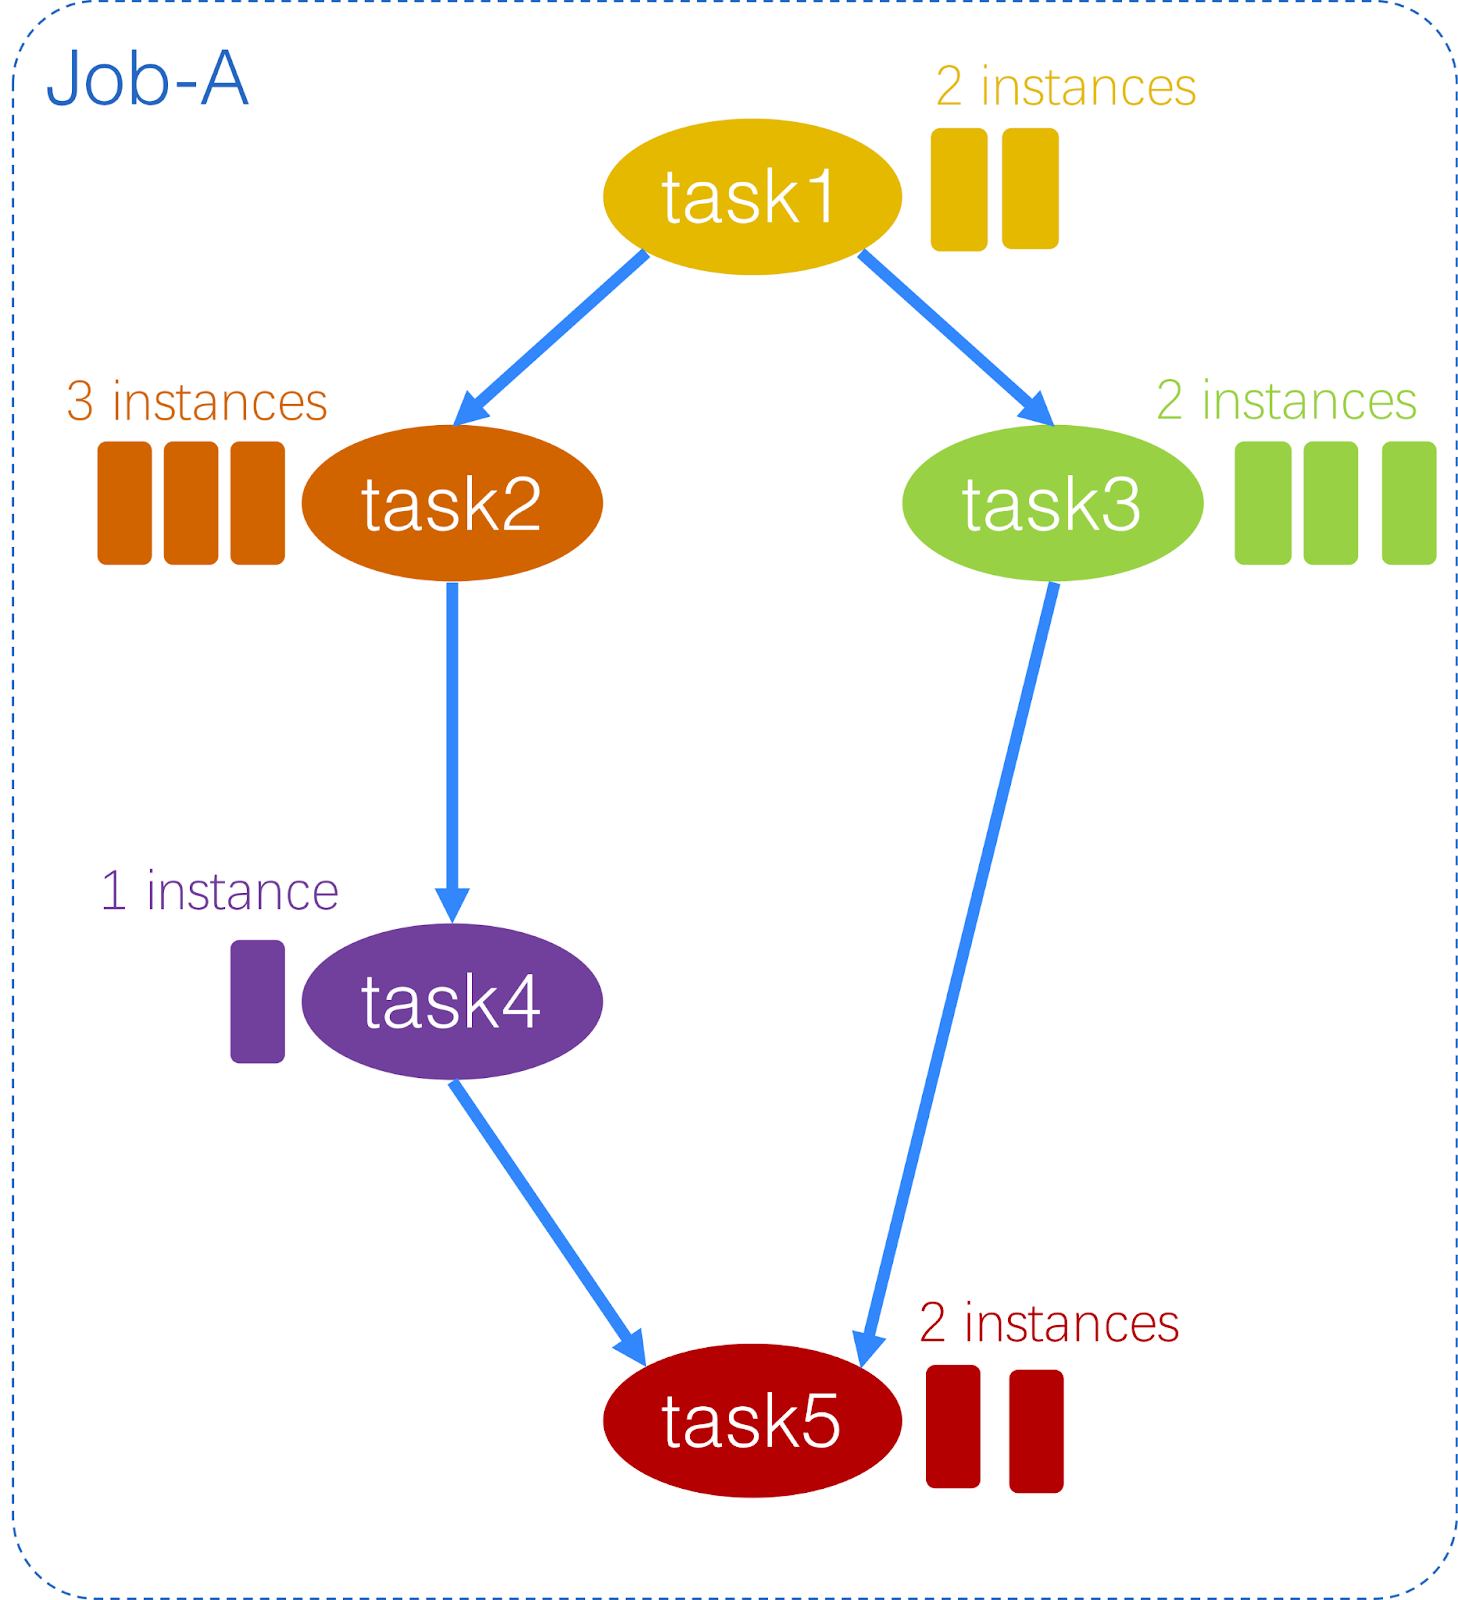 Job-A
2 instances
task1
3 instances
2 instances
task2
task3
1 instance
task4
2 instances
task5